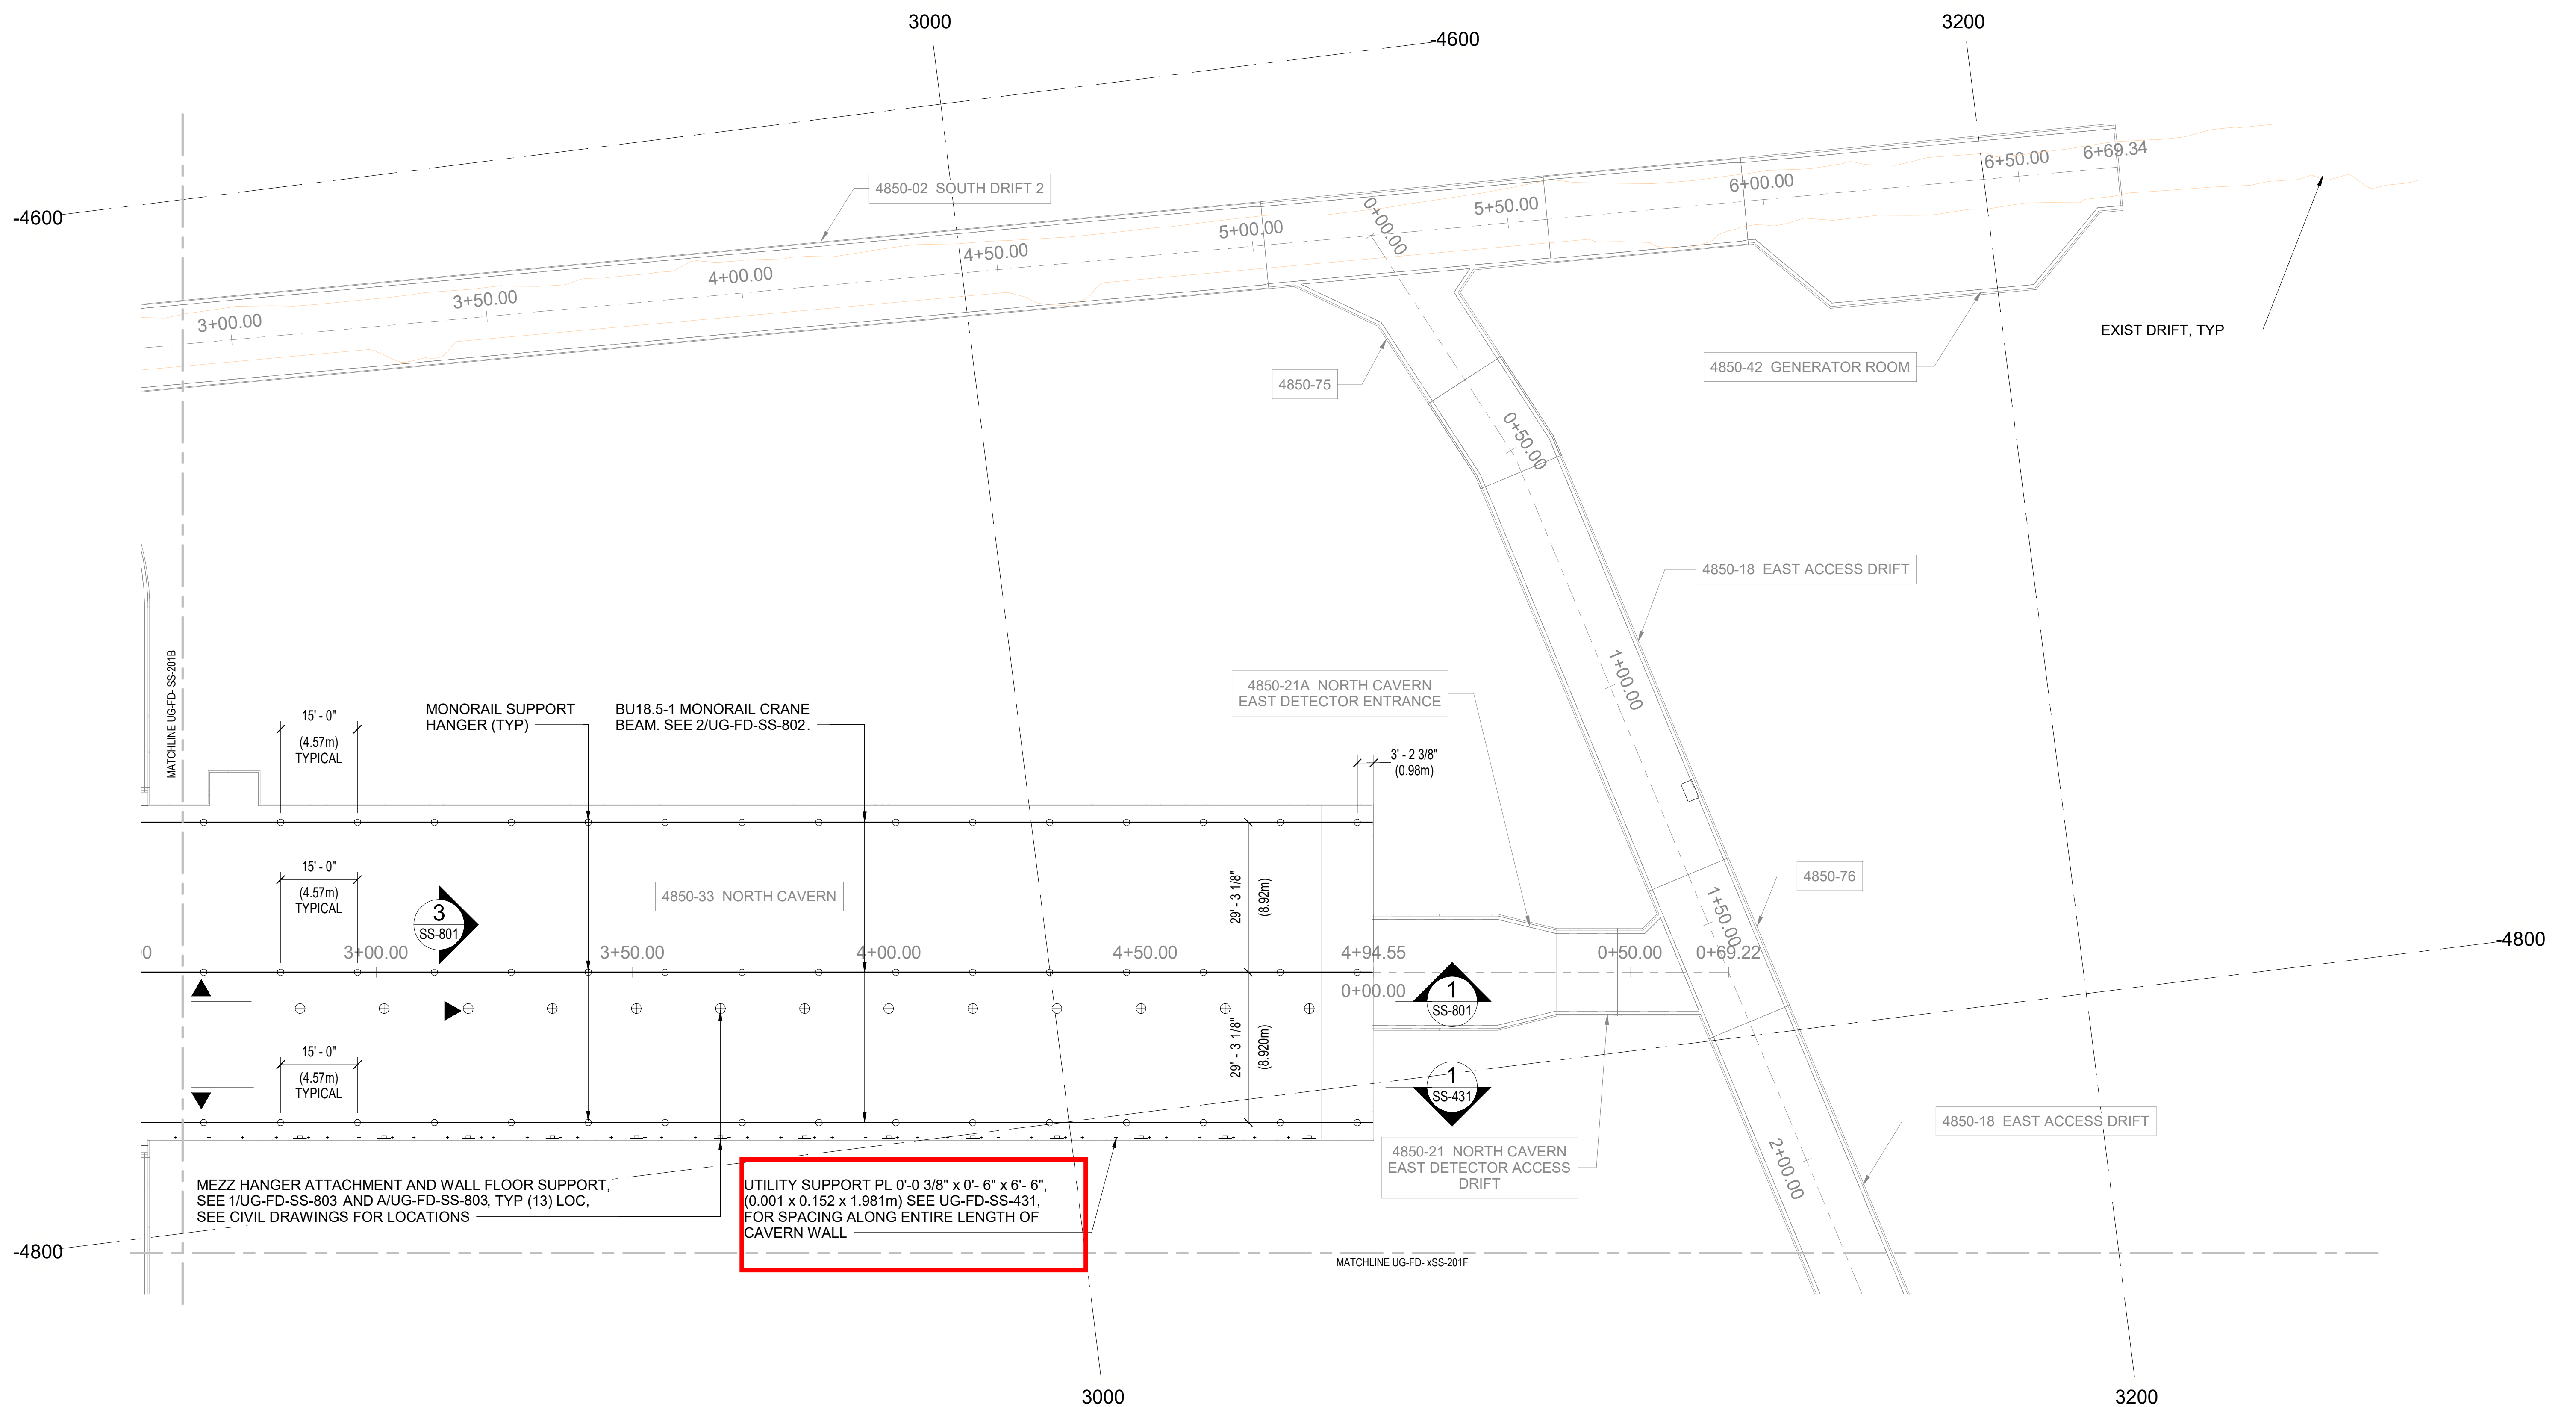 3000
3200
-4600
-4600
4850-02 SOUTH DRIFT 2
3+00.00
3+50.00
4+00.00
4+50.00
5+00.00
0+00.00
5+50.00
6+00.00
6+50.00
6+69.34
EXIST DRIFT, TYP
4850-42 GENERATOR ROOM
4850-75
0+50.00
4850-18 EAST ACCESS DRIFT
1+00.00
MATCHLINE UG-FD- SS-201B
15' - 0"
(4.57m)
TYPICAL
MONORAIL SUPPORT
HANGER (TYP)
BU18.5-1 MONORAIL CRANE
BEAM. SEE 2/UG-FD-SS-802.
4850-21A NORTH CAVERN
EAST DETECTOR ENTRANCE
3' - 2 3/8"
(0.98m)
15' - 0"
(4.57m)
TYPICAL
3
SS-801
4850-33 NORTH CAVERN
29' - 3 1/8"
(8.92m)
4850-76
1+50.00
0
3+00.00
3+50.00
4+00.00
4+50.00
4+94.55
0+50.00
0+69.22
0+00.00
-4800
1
SS-801
15' - 0"
(4.57m)
TYPICAL
29' - 3 1/8"
(8.920m)
1
SS-431
4850-18 EAST ACCESS DRIFT
4850-21 NORTH CAVERN
EAST DETECTOR ACCESS
DRIFT
2+00.00
MEZZ HANGER ATTACHMENT AND WALL FLOOR SUPPORT,
SEE 1/UG-FD-SS-803 AND A/UG-FD-SS-803, TYP (13) LOC,
SEE CIVIL DRAWINGS FOR LOCATIONS
UTILITY SUPPORT PL 0'-0 3/8" x 0'- 6" x 6'- 6",
(0.001 x 0.152 x 1.981m) SEE UG-FD-SS-431,
FOR SPACING ALONG ENTIRE LENGTH OF
CAVERN WALL
-4800
MATCHLINE UG-FD- xSS-201F
3000
3200